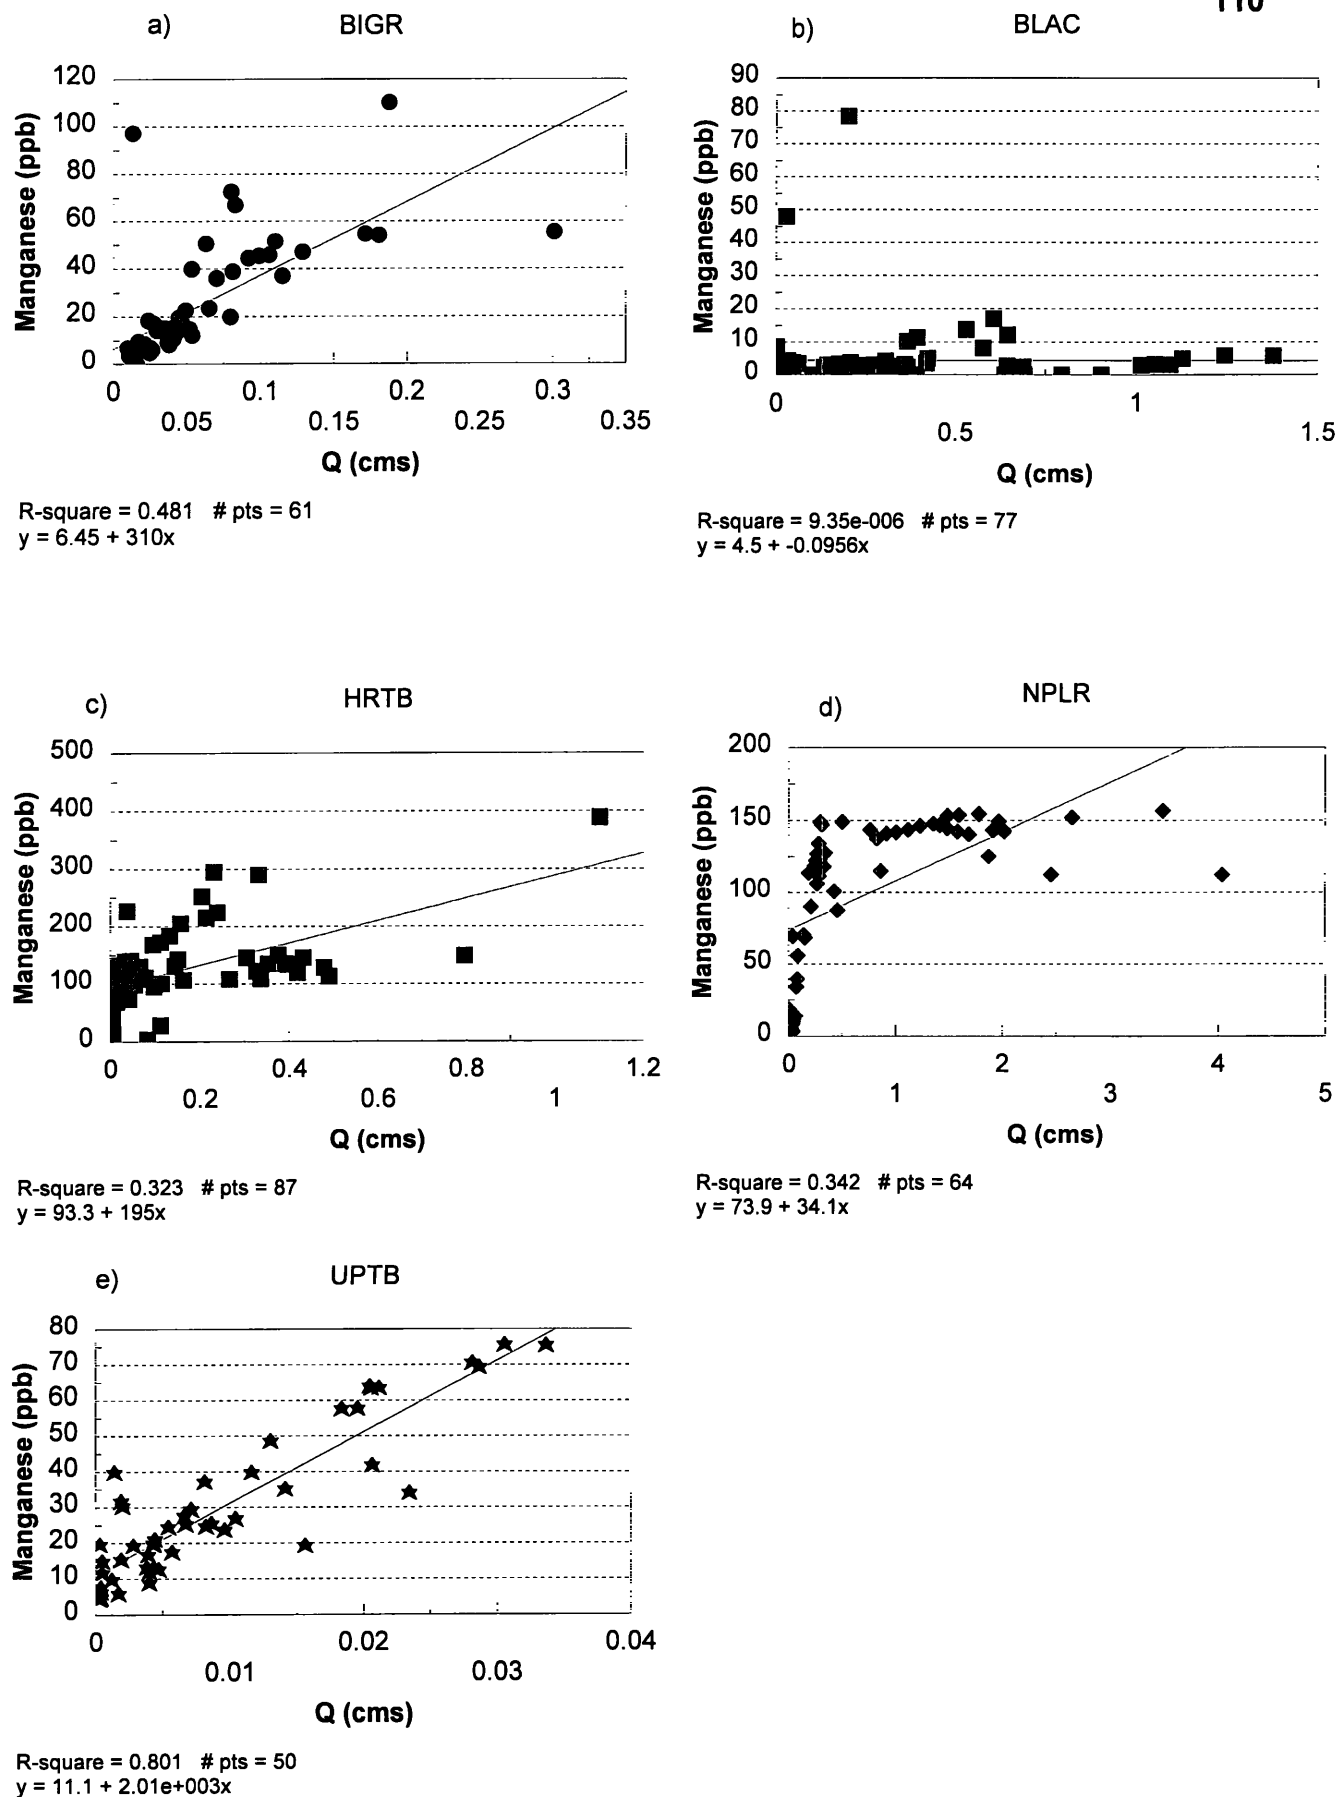 110
a) BIGR
120
100
80
60
40
20
0
Manganese (ppb)
0 0.1 0.2 0.3
0.05 0.15 0.25 0.35
Q (cms)
R-square = 0.481 # pts = 61
y = 6.45 + 310x
b) BLAC
90
80
70
60
50
40
30
20
10
0
Manganese (ppb)
0 1
0.5 1.5
Q (cms)
R-square = 9.35e-006 # pts = 77
y = 4.5 + -0.0956x
c) HRTB
500
400
300
200
100
0
Manganese (ppb)
0 0.4 0.8 1.2
0.2 0.6 1
Q (cms)
R-square = 0.323 # pts = 87
y = 93.3 + 195x
d) NPLR
200
150
100
50
0
Manganese (ppb)
0 2 4
1 3 5
Q (cms)
R-square = 0.342 # pts = 64
y = 73.9 + 34.1x
e) UPTB
80
70
60
50
40
30
20
10
0
Manganese (ppb)
0 0.02 0.04
0.01 0.03
Q (cms)
R-square = 0.801 # pts = 50
y = 11.1 + 2.01e+003x